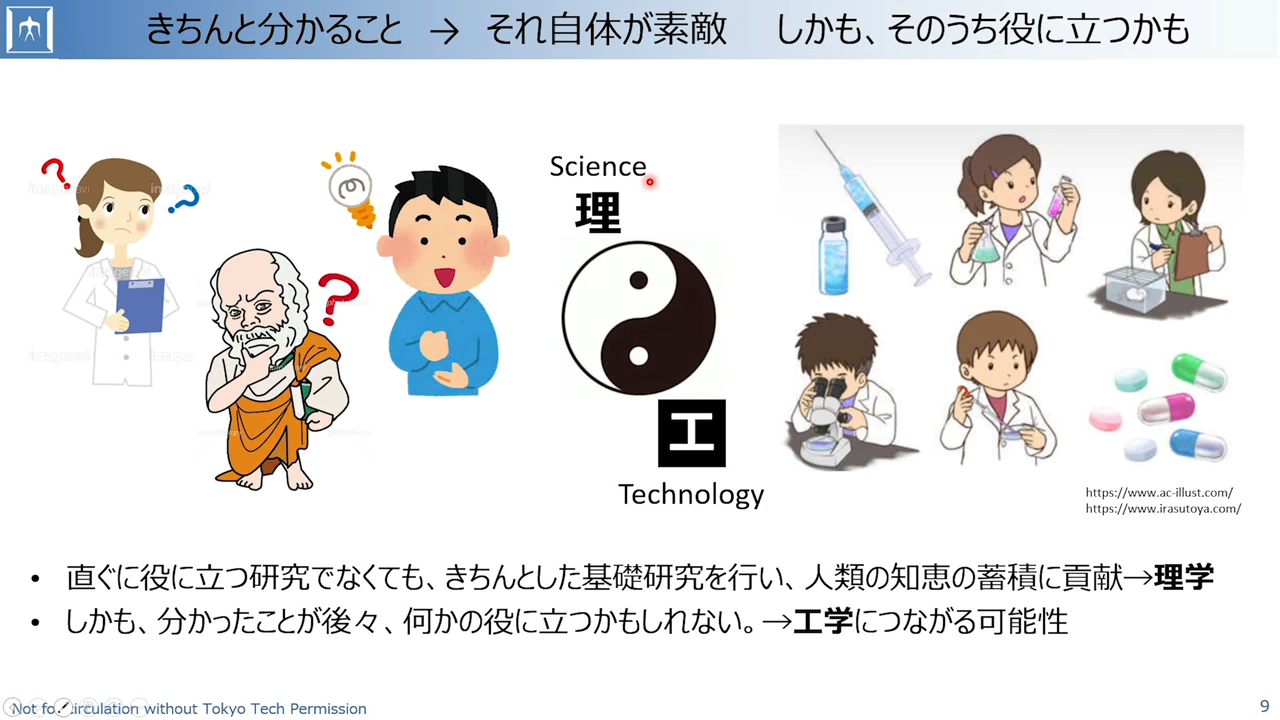 きちんと分かること → それ自体が素敵 しかも、そのうち役に立つかも
Science
理
工
Technology
https://www.ac-illust.com/
https://www.irasutoya.com/
• 直ぐに役に立つ研究でなくても、きちんとした基礎研究を行い、人類の知恵の蓄積に貢献→理学
• しかも、分かったことが後々、何かの役に立つかもしれない。→工学につながる可能性
Not for Circulation without Tokyo Tech Permission
9